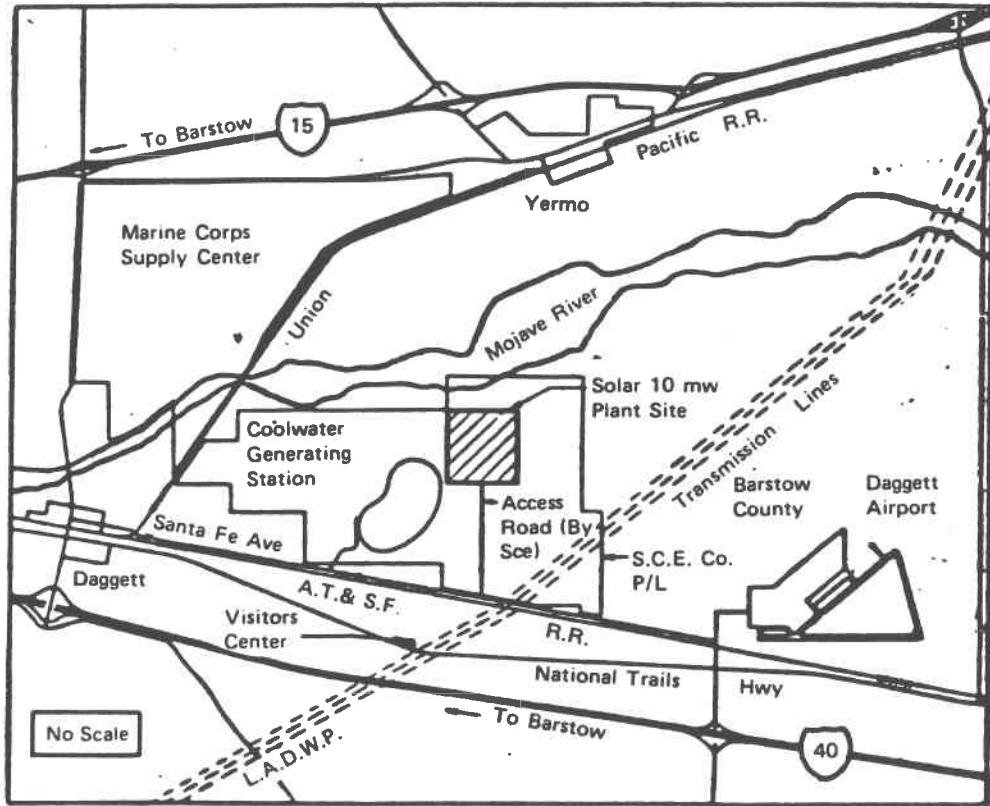 To Barstow
15
Pacific R.R.
Yermo
Marine Corps
Supply Center
Union
Mojave River
Solar 10 mw
Plant Site
Coolwater
Generating
Station
Transmission Lines
Barstow
County
Daggett
Airport
Access
Road (By
Sce)
Santa Fe Ave
S.C.E. Co.
P/L
Daggett
A.T.& S.F. R.R.
Visitors
Center
National Trails Hwy
To Barstow
No Scale
L.A.D.W.P.
40